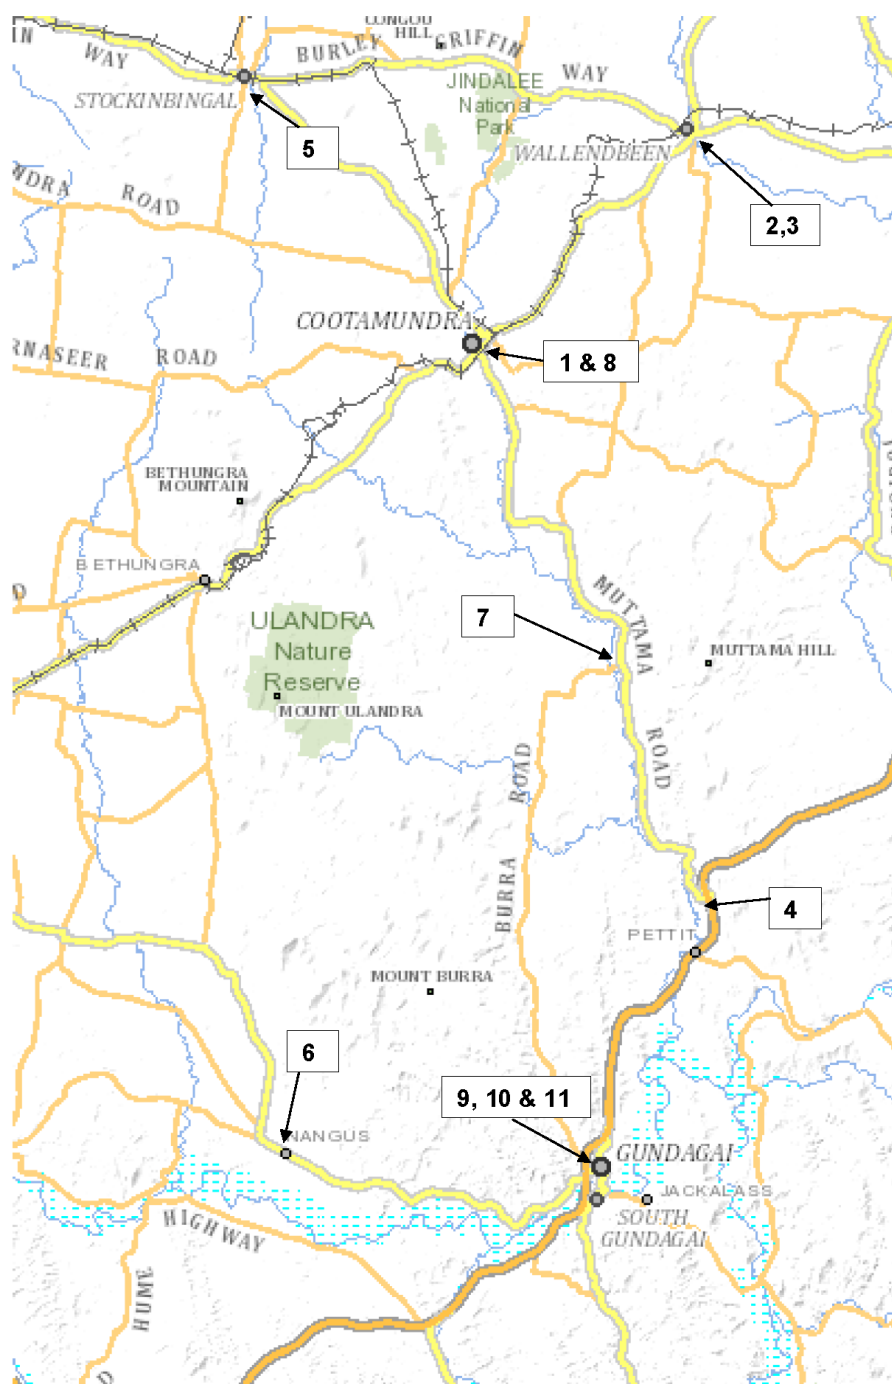 CONGOU
HILL
WAY
BURLEY GRIFFIN
WAY
STOCKINBINGAL
JINDALEE
National
Park
5
WALLENDBEEN
NDRA ROAD
2,3
COOTAMUNDRA
RNASEER ROAD
1 & 8
BETHUNGRA
MOUNTAIN
BETHUNGRA
MUTTAMA
ROAD
ULANDRA
Nature
Reserve
7
MUTTAMA HILL
MOUNT ULANDRA
BURRA
ROAD
4
PETTIT
MOUNT BURRA
6
9, 10 & 11
NANGUS
GUNDAGAI
JACKALASS
SOUTH
GUNDAGAI
HUME
HIGHWAY